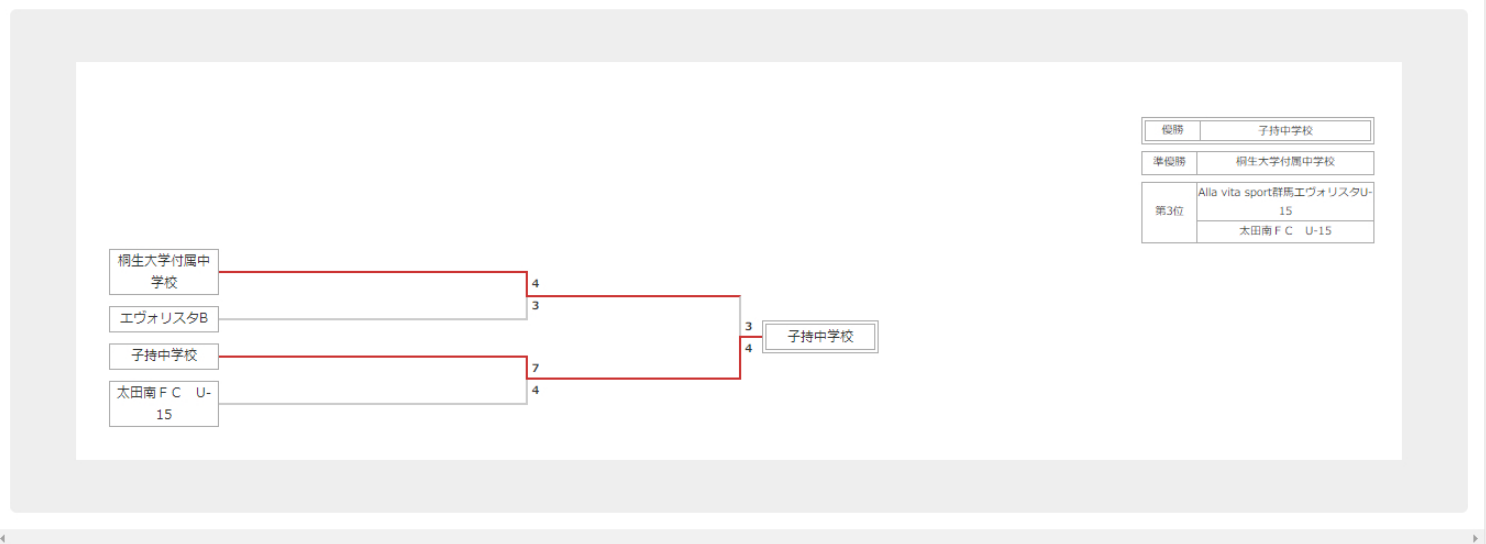 優勝 子持中学校
準優勝 桐生大学付属中学校
第3位
Alla vita sport群馬エヴォリスタU-
15
太田南ＦＣ　U-15
桐生大学付属中
学校
4
3
エヴォリスタB
3
子持中学校
4
子持中学校
7
4
太田南ＦＣ　U-
15